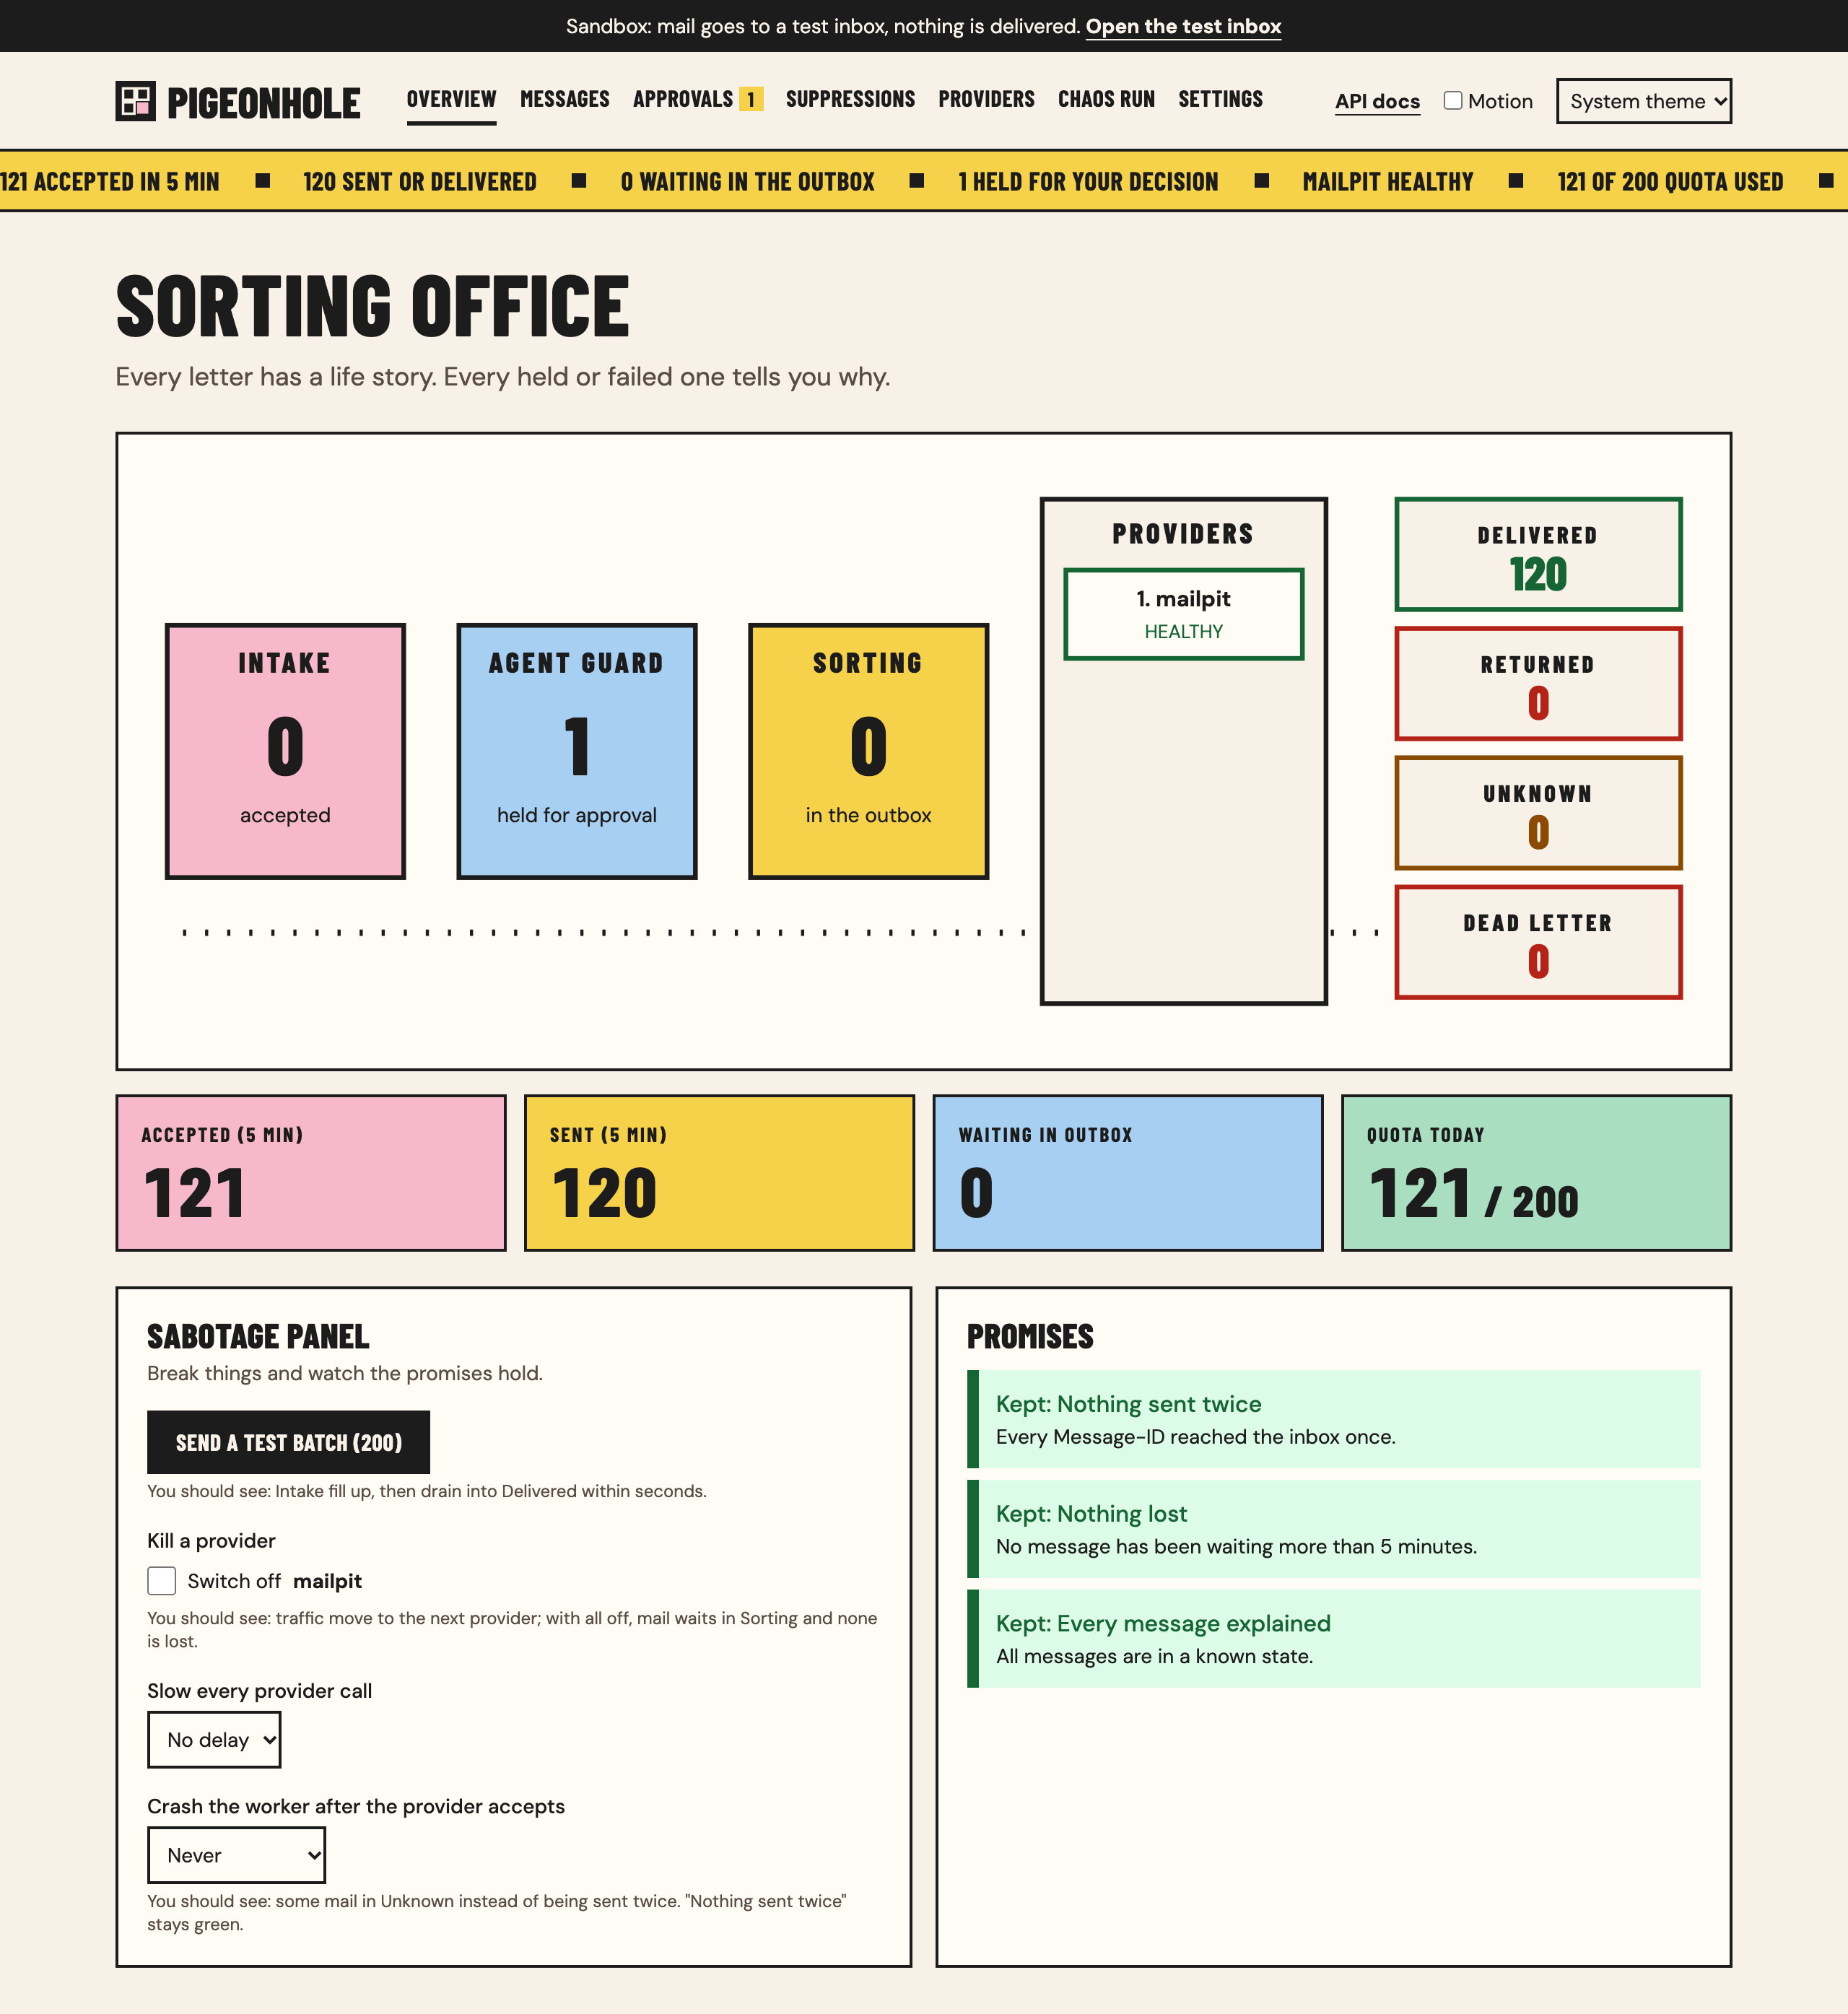 Sandbox: mail goes to a test inbox, nothing is delivered. Open the test inbox
PIGEONHOLE
OVERVIEW MESSAGES APPROVALS 1 SUPPRESSIONS PROVIDERS CHAOS RUN SETTINGS
API docs Motion System theme
121 ACCEPTED IN 5 MIN 120 SENT OR DELIVERED 0 WAITING IN THE OUTBOX 1 HELD FOR YOUR DECISION MAILPIT HEALTHY 121 OF 200 QUOTA USED
SORTING OFFICE
Every letter has a life story. Every held or failed one tells you why.
INTAKE
0
accepted
AGENT GUARD
1
held for approval
SORTING
0
in the outbox
PROVIDERS
1. mailpit
HEALTHY
DELIVERED
120
RETURNED
0
UNKNOWN
0
DEAD LETTER
0
ACCEPTED (5 MIN)
121
SENT (5 MIN)
120
WAITING IN OUTBOX
0
QUOTA TODAY
121 / 200
SABOTAGE PANEL
Break things and watch the promises hold.
SEND A TEST BATCH (200)
You should see: Intake fill up, then drain into Delivered within seconds.
Kill a provider
Switch off mailpit
You should see: traffic move to the next provider; with all off, mail waits in Sorting and none
is lost.
Slow every provider call
No delay
Crash the worker after the provider accepts
Never
You should see: some mail in Unknown instead of being sent twice. "Nothing sent twice"
stays green.
PROMISES
Kept: Nothing sent twice
Every Message-ID reached the inbox once.
Kept: Nothing lost
No message has been waiting more than 5 minutes.
Kept: Every message explained
All messages are in a known state.